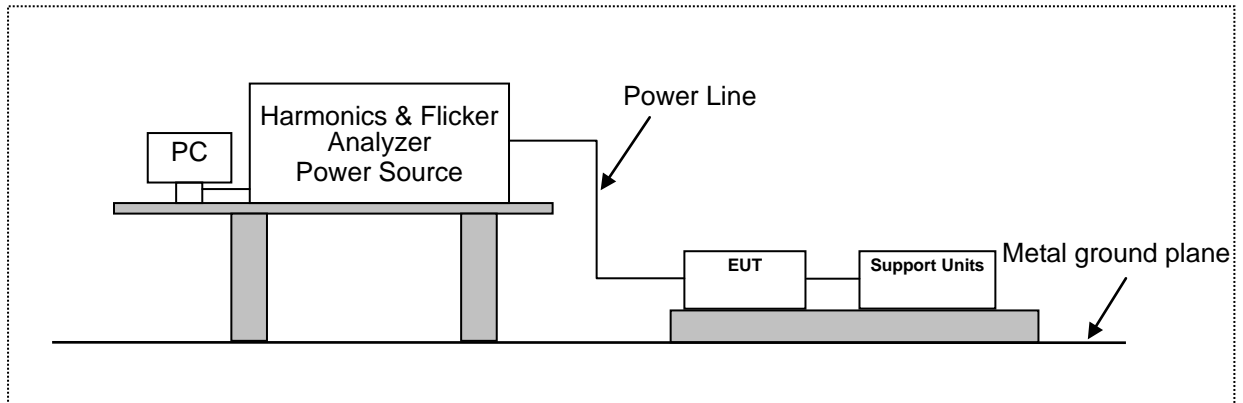 Power Line
Harmonics & Flicker
Analyzer
Power Source
PC
Metal ground plane
EUT
Support Units